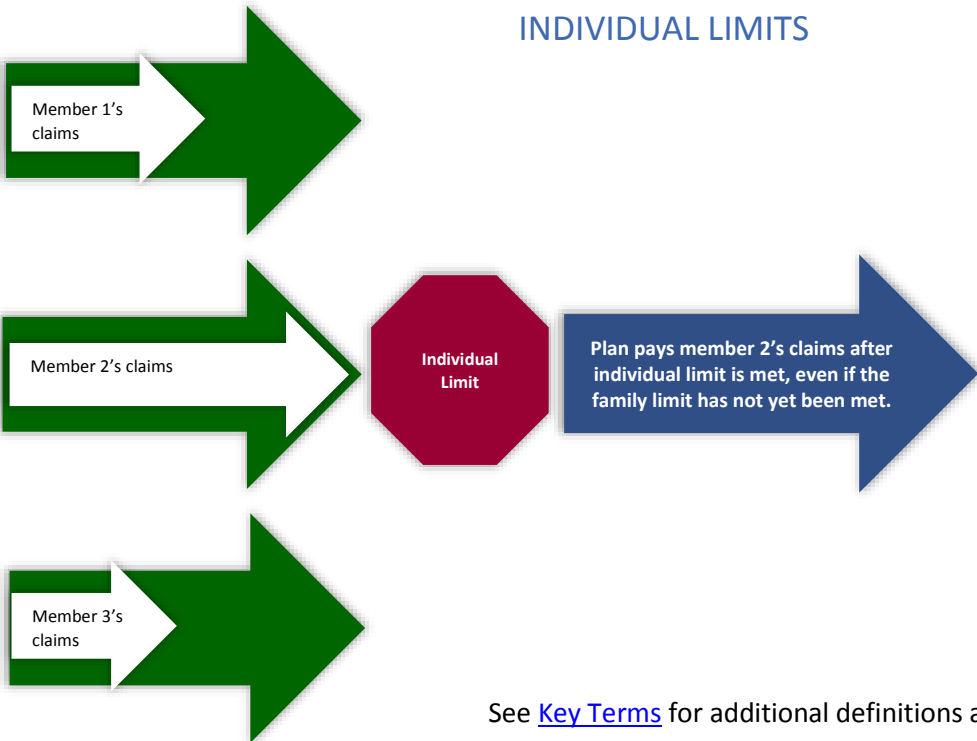 INDIVIDUAL LIMITS
Member 1’s
claims
Member 2’s claims
Individual
Limit
Plan pays member 2’s claims after
individual limit is met, even if the
family limit has not yet been met.
Member 3’s
claims
See Key Terms for additional definitions a